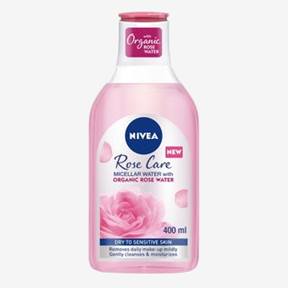 with
Organic
ROSE
WATER
NIVEA
NEW
Rose Care
MICELLAR WATER with
ORGANIC ROSE WATER
400 ml
DRY TO SENSITIVE SKIN
Removes daily make-up mildly
Gently cleanses & moisturizes